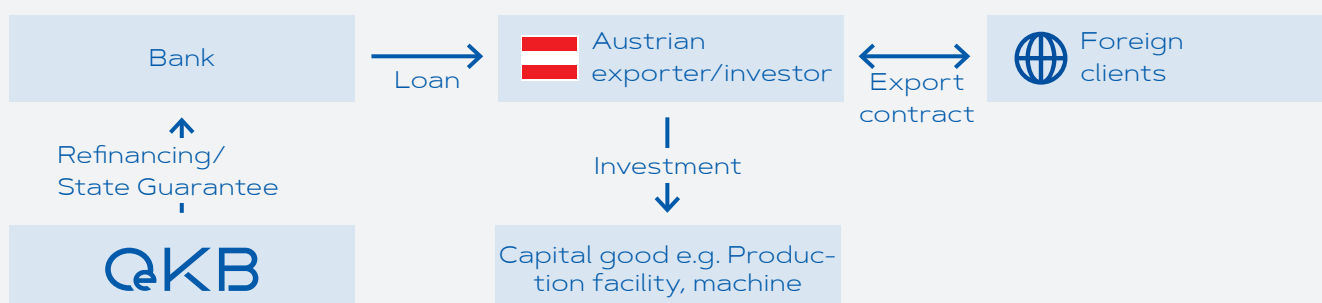 Bank
Loan
Austrian
exporter/investor
Export
contract
Foreign
clients
Refinancing/
State Guarantee
Investment
OeKB
Capital good e.g. Produc-
tion facility, machine